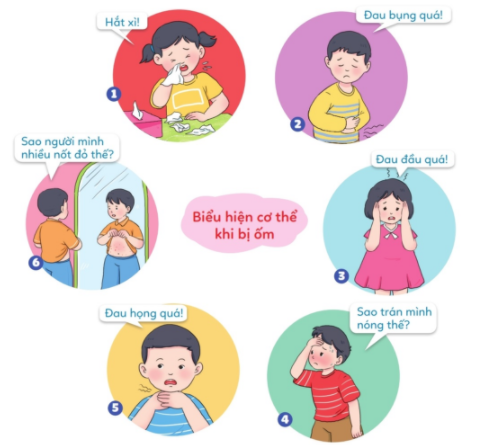 Hắt xì!
1
Đau bụng quá!
2
Đau đầu quá!
3
Sao trán mình
nóng thế?
4
Đau họng quá!
5
Sao người mình
nhiều nốt đỏ thế?
6
Biểu hiện cơ thể
khi bị ốm